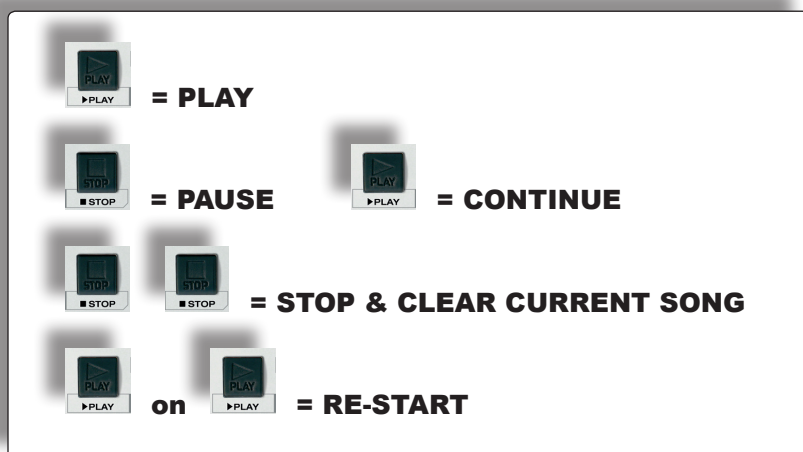 PLAY
▶PLAY = PLAY
STOP
■ STOP = PAUSE
PLAY
▶PLAY = CONTINUE
STOP
■ STOP
STOP
■ STOP = STOP & CLEAR CURRENT SONG
PLAY
▶PLAY on
PLAY
▶PLAY = RE-START